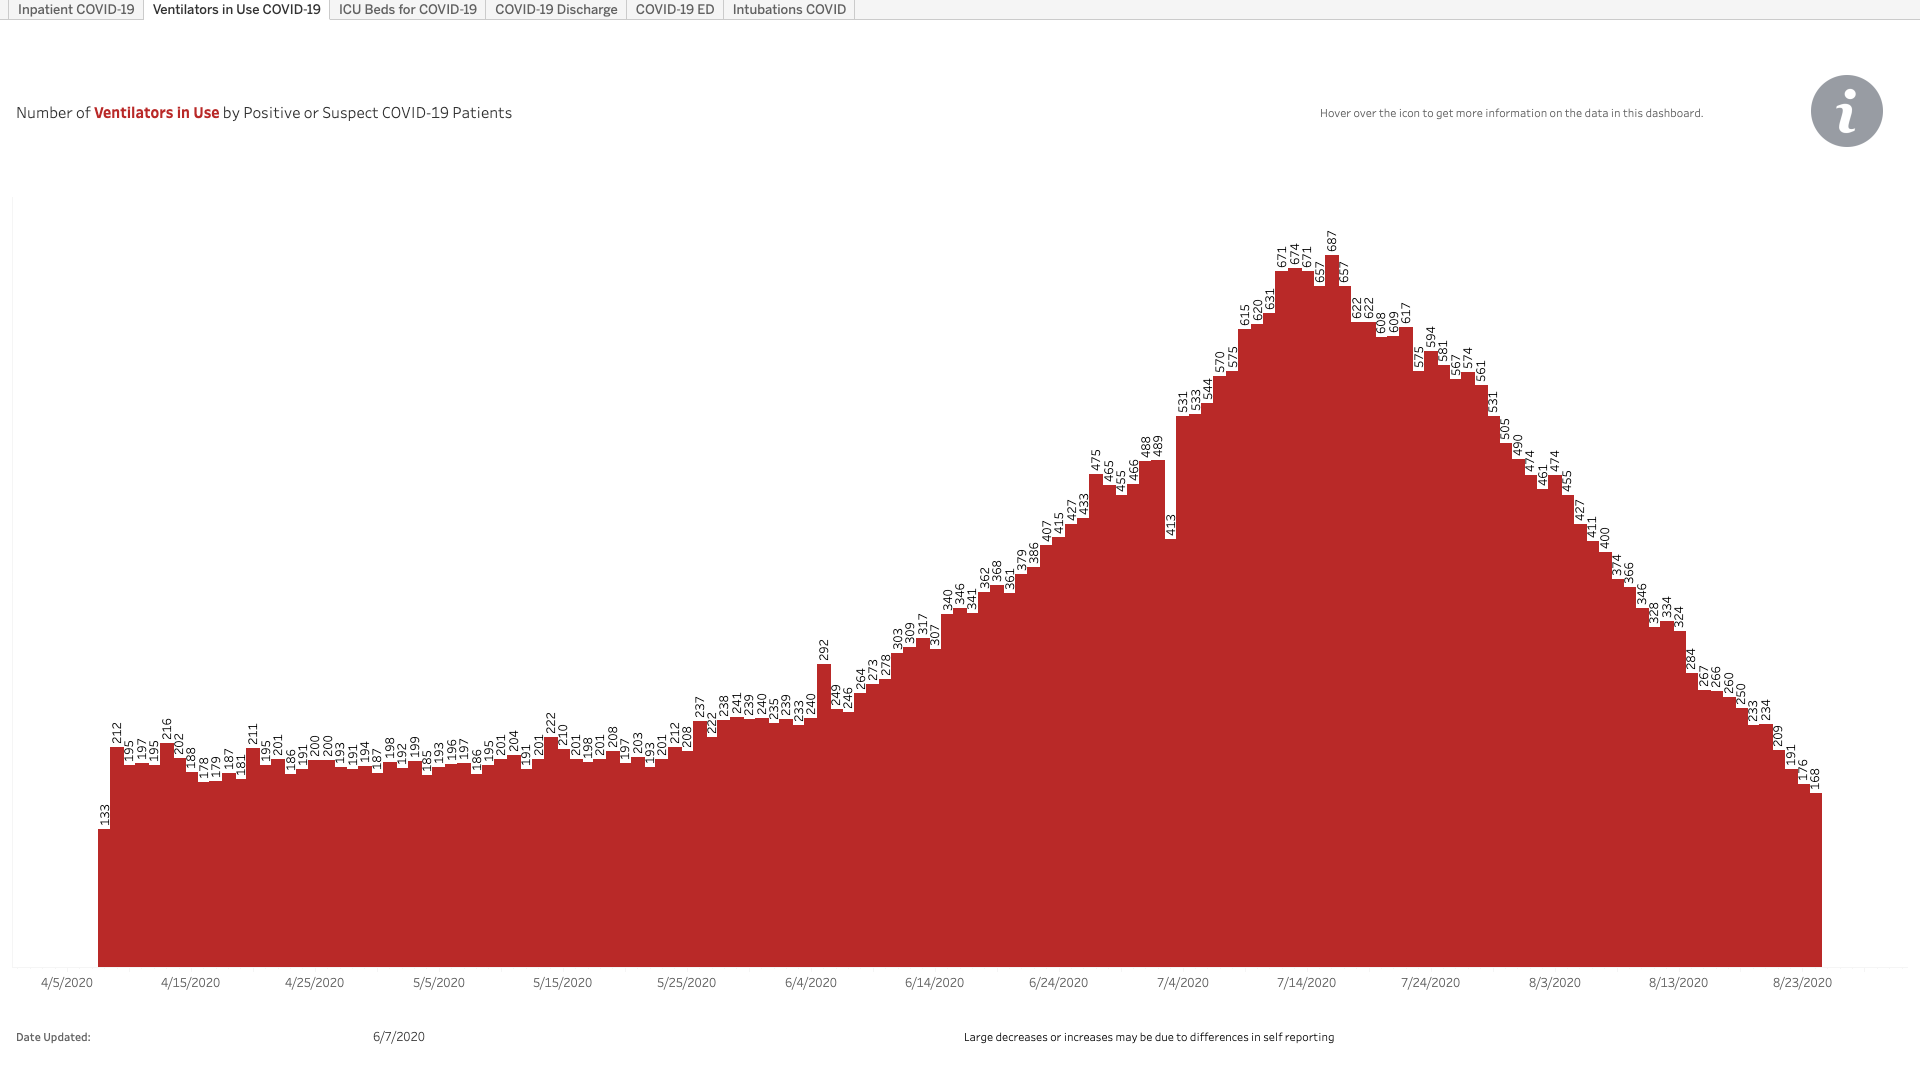 Inpatient COVID-19 Ventilators in Use COVID-19 ICU Beds for COVID-19 COVID-19 Discharge COVID-19 ED Intubations COVID
Number of Ventilators in Use by Positive or Suspect COVID-19 Patients
Hover over the icon to get more information on the data in this dashboard.
i
133 212 195 197 195 216 202 188 178 179 187 181 211 195 201 186 191 200 200 193 191 194 187 198 192 199 185 193 196 197 186 195 201 204 191 201 222 210 201 198 201 208 197 203 193 201 212 208 237 222 238 241 239 240 235 239 233 240 292 249 246 264 273 278 303 309 317 307 340 346 341 362 368 361 379 386 407 415 427 433 475 465 455 466 488 489 413 531 533 544 570 575 615 620 631 671 674 671 657 687 657 622 622 608 609 617 575 594 581 567 574 561 531 505 490 474 461 474 455 427 411 400 374 366 346 328 334 324 284 267 266 260 250 233 234 209 191 176 168
4/5/2020 4/15/2020 4/25/2020 5/5/2020 5/15/2020 5/25/2020 6/4/2020 6/14/2020 6/24/2020 7/4/2020 7/14/2020 7/24/2020 8/3/2020 8/13/2020 8/23/2020
Date Updated: 6/7/2020 Large decreases or increases may be due to differences in self reporting